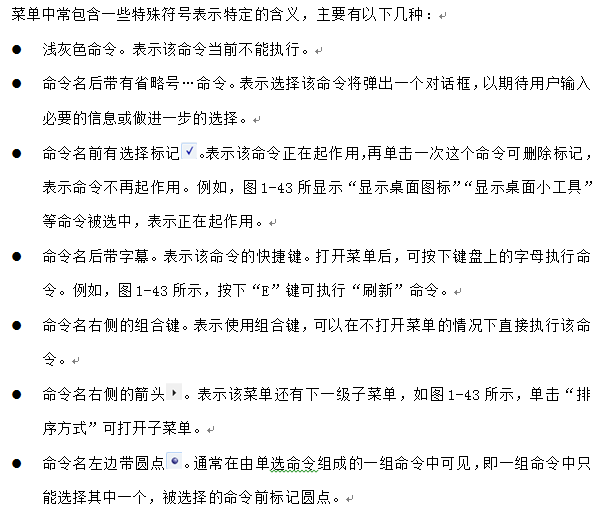 菜单中常包含一些特殊符号表示特定的含义，主要有以下几种：
● 浅灰色命令。表示该命令当前不能执行。
● 命令名后带有省略号…命令。表示选择该命令将弹出一个对话框，以期待用户输入
必要的信息或做进一步的选择。
● 命令名前有选择标记✓。表示该命令正在起作用，再单击一次这个命令可删除标记，
表示命令不再起作用。例如，图1-43所显示“显示桌面图标”“显示桌面小工具”
等命令被选中，表示正在起作用。
● 命令名后带字幕。表示该命令的快捷键。打开菜单后，可按下键盘上的字母执行命
令。例如，图1-43所示，按下“E”键可执行“刷新”命令。
● 命令名右侧的组合键。表示使用组合键，可以在不打开菜单的情况下直接执行该命
令。
● 命令名右侧的箭头▸。表示该菜单还有下一级子菜单，如图1-43所示，单击“排
序方式”可打开子菜单。
● 命令名左边带圆点•。通常在由单选命令组成的一组命令中可见，即一组命令中只
能选择其中一个，被选择的命令前标记圆点。